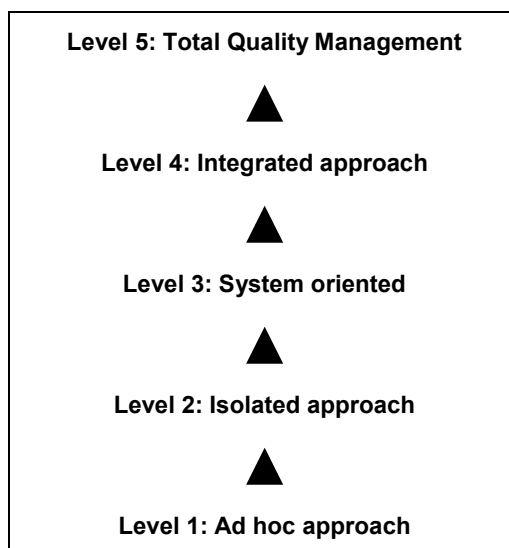 Level 5: Total Quality Management
Level 4: Integrated approach
Level 3: System oriented
Level 2: Isolated approach
Level 1: Ad hoc approach